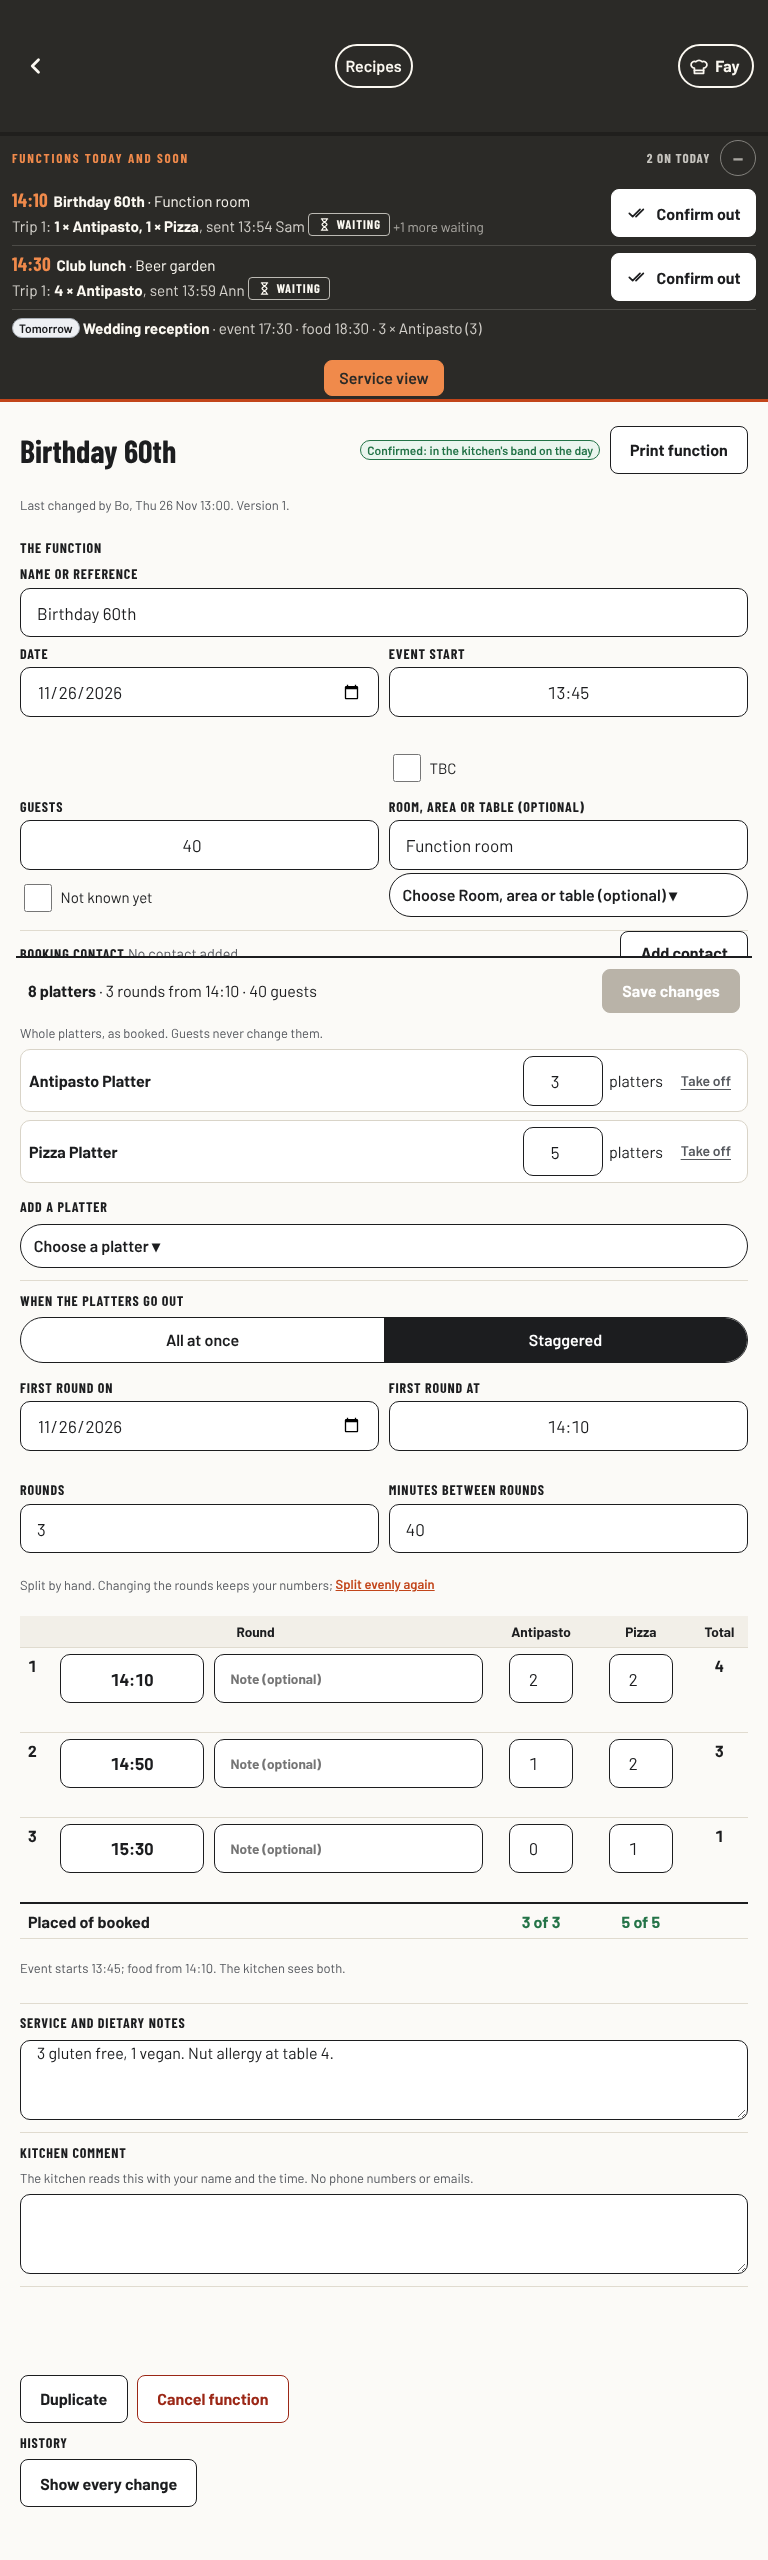 Recipes
Fay
FUNCTIONS TODAY AND SOON
2 ON TODAY
14:10 Birthday 60th · Function room
Trip 1: 1 × Antipasto, 1 × Pizza, sent 13:54 Sam WAITING +1 more waiting
Confirm out
14:30 Club lunch · Beer garden
Trip 1: 4 × Antipasto, sent 13:59 Ann WAITING
Confirm out
Tomorrow Wedding reception · event 17:30 · food 18:30 · 3 × Antipasto (3)
Service view
Birthday 60th
Confirmed: in the kitchen's band on the day
Print function
Last changed by Bo, Thu 26 Nov 13:00. Version 1.
THE FUNCTION
NAME OR REFERENCE
Birthday 60th
DATE
EVENT START
11/26/2026
13:45
TBC
GUESTS
ROOM, AREA OR TABLE (OPTIONAL)
40
Function room
Not known yet
Choose Room, area or table (optional) ▾
BOOKING CONTACT No contact added
Add contact
8 platters · 3 rounds from 14:10 · 40 guests
Save changes
Whole platters, as booked. Guests never change them.
Antipasto Platter
3
platters
Take off
Pizza Platter
5
platters
Take off
ADD A PLATTER
Choose a platter ▾
WHEN THE PLATTERS GO OUT
All at once
Staggered
FIRST ROUND ON
FIRST ROUND AT
11/26/2026
14:10
ROUNDS
MINUTES BETWEEN ROUNDS
3
40
Split by hand. Changing the rounds keeps your numbers; Split evenly again
Round Antipasto Pizza Total
1 14:10 Note (optional) 2 2 4
2 14:50 Note (optional) 1 2 3
3 15:30 Note (optional) 0 1 1
Placed of booked 3 of 3 5 of 5
Event starts 13:45; food from 14:10. The kitchen sees both.
SERVICE AND DIETARY NOTES
3 gluten free, 1 vegan. Nut allergy at table 4.
KITCHEN COMMENT
The kitchen reads this with your name and the time. No phone numbers or emails.
Duplicate
Cancel function
HISTORY
Show every change